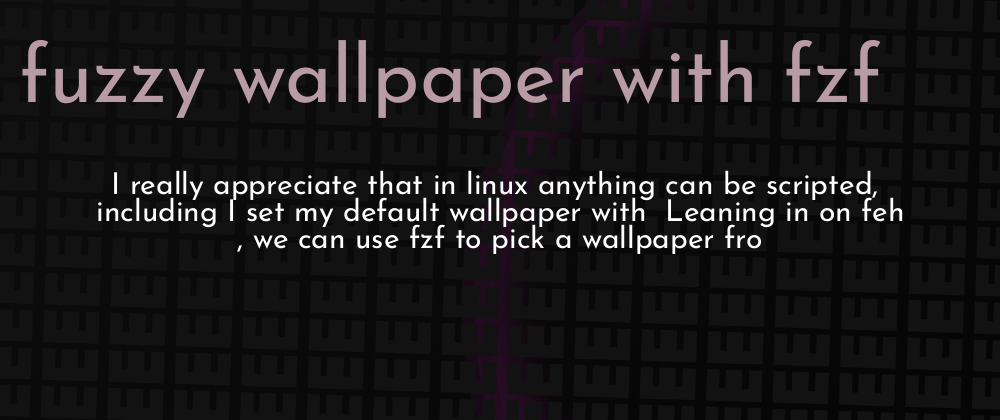 fuzzy wallpaper with fzf
I really appreciate that in linux anything can be scripted,
including I set my default wallpaper with  Leaning in on feh
, we can use fzf to pick a wallpaper fro